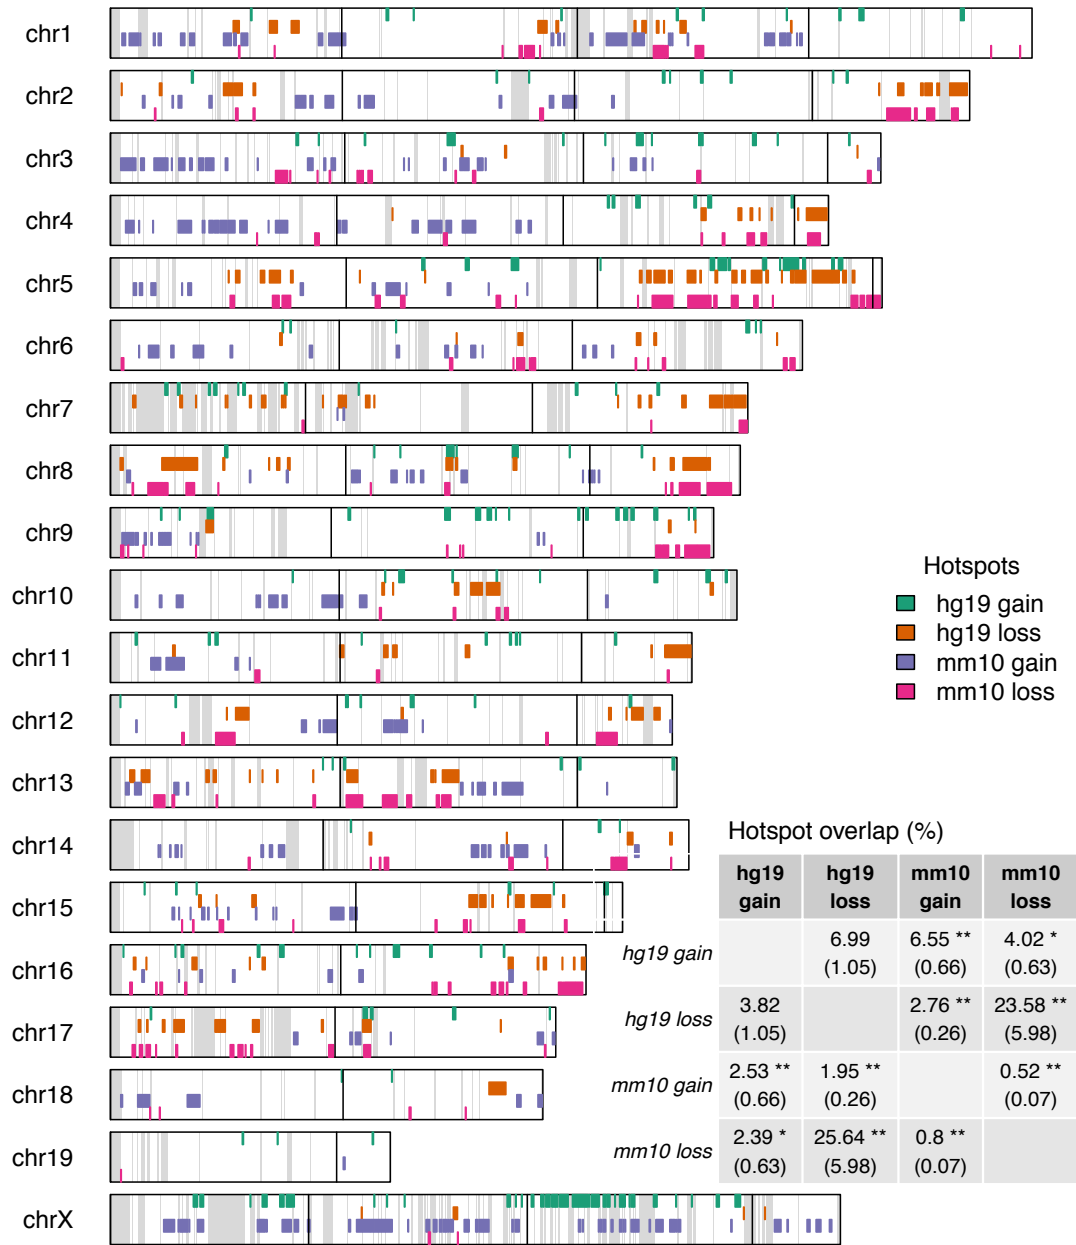 chr1
chr2
chr3
chr4
chr5
chr6
chr7
chr8
chr9
chr10
chr11
chr12
chr13
chr14
chr15
chr16
chr17
chr18
chr19
chrX
Hotspots
hg19 gain
hg19 loss
mm10 gain
mm10 loss
Hotspot overlap (%)
hg19 hg19 mm10 mm10
gain loss gain loss
hg19 gain 6.99 6.55 ** 4.02 *
(1.05) (0.66) (0.63)
hg19 loss 3.82 2.76 ** 23.58 **
(1.05) (0.26) (5.98)
mm10 gain 2.53 ** 1.95 ** 0.52 **
(0.66) (0.26) (0.07)
mm10 loss 2.39 * 25.64 ** 0.8 **
(0.63) (5.98) (0.07)